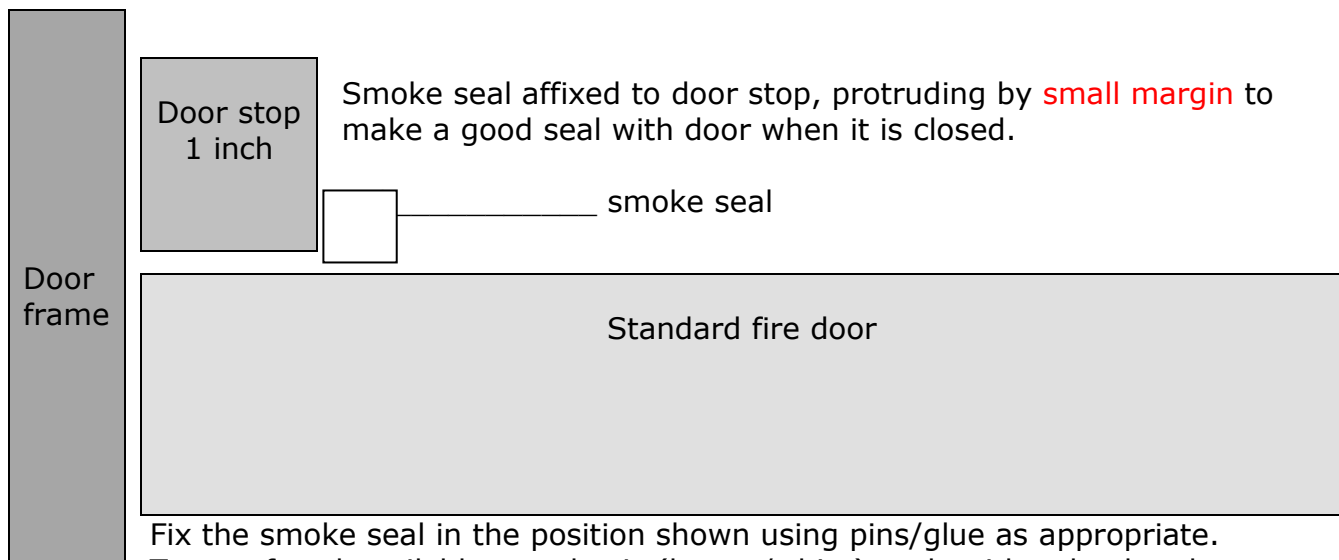 Door stop
1 inch
Smoke seal affixed to door stop, protruding by small margin to
make a good seal with door when it is closed.
___________ smoke seal
Door
frame
Standard fire door
Fix the smoke seal in the position shown using pins/glue as appropriate.